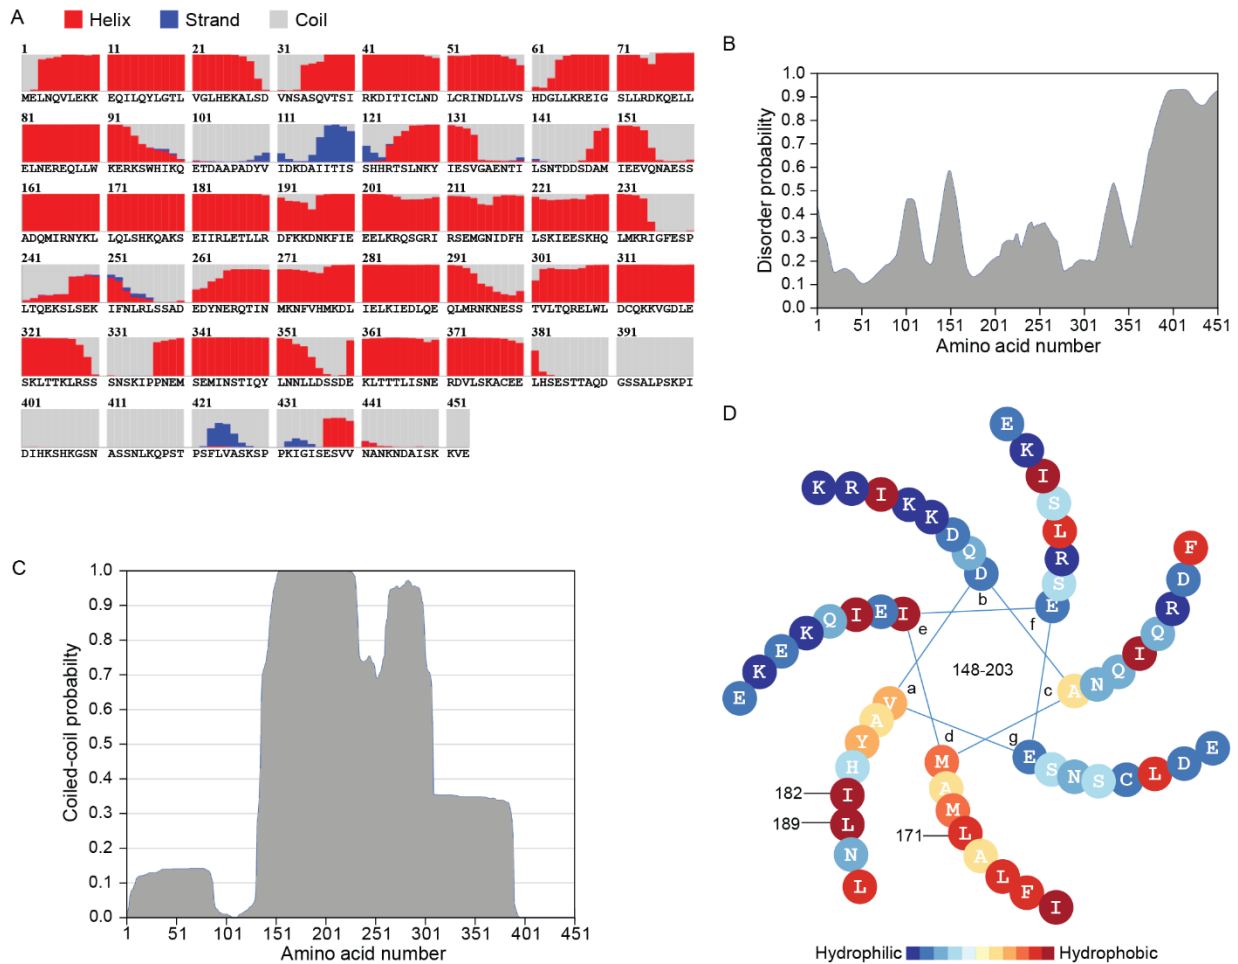 A
Helix Strand Coil
1 11 21 31 41 51 61 71
MELNQVLEKK EQILQYLGTL VGLHEKALSD VNSASQVTSI RKDITICLND LCRINDLLVS HDGLLKREIG SLLRDKQELL
81 91 101 111 121 131 141 151
ELNEREQLLW KERKSWHIKQ ETDAAPADYV IDKDAIITIS SHHRTSLNKY IESVGAENTI LSNTDDSDAM IEEVQNAESS
161 171 181 191 201 211 221 231
ADQMIRNYKL LQLSHKQAKS EIIRLETLLR DFKKDNKFIE EELKRQSGRI RSEMGNIDFH LSKIEESKHQ LMKRIGFESP
241 251 261 271 281 291 301 311
LTQEKSLSEK IFNLRLSSAD EDYNERQTIN MKNFVHMKDL IELKIEDLQE QLMRNKNESS TVLTQRELWL DCQKKVGDLE
321 331 341 351 361 371 381 391
SKLTTKLRSS SNSKIPPNEM SEMINSTIQY LNNLLDSSDE KLTTTLISNE RDVLSKACEE LHSESTTAQD GSSALPSKPI
401 411 421 431 441 451
DIHKSHKGSN ASSNLKQPST PSFLVASKSP PKIGISESVV NANKNDAISK KVE
B
Disorder probability
1.0
0.9
0.8
0.7
0.6
0.5
0.4
0.3
0.2
0.1
0.0
1 51 101 151 201 251 301 351 401 451
Amino acid number
C
Coiled-coil probability
1.0
0.9
0.8
0.7
0.6
0.5
0.4
0.3
0.2
0.1
0.0
1 51 101 151 201 251 301 351 401 451 451
Amino acid number
D
148-203
a
V A Y H I L N L
182
189
b
D Q D K K I R K
c
A N Q I Q R D F
d
M A M L A L F I
171
e
I E I Q K E K E
f
E S R L S I K E
g
E S N S C L D E
Hydrophilic Hydrophobic